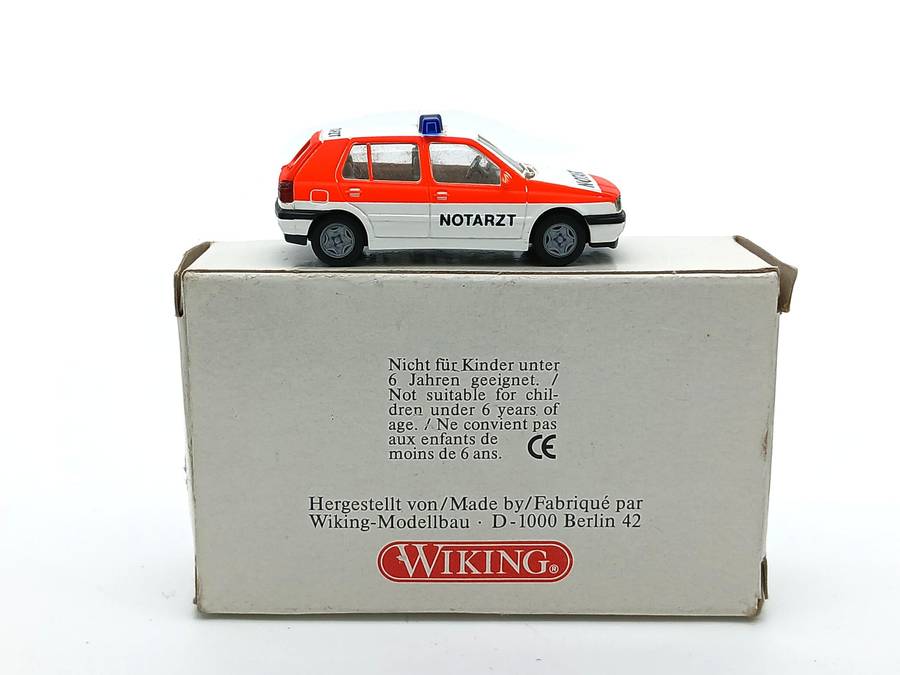 NOTARZT
NOTARZT
Nicht für Kinder unter
6 Jahren geeignet. /
Not suitable for chil-
dren under 6 years of
age. / Ne convient pas
aux enfants de
moins de 6 ans. CE
Hergestellt von/Made by/Fabriqué par
Wiking-Modellbau · D-1000 Berlin 42
WIKING®